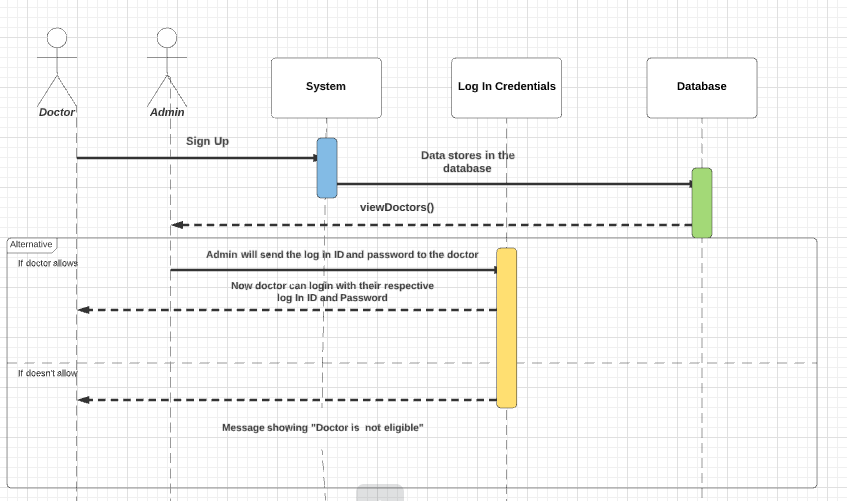 System
Log In Credentials
Database
Doctor
Admin
Sign Up
Data stores in the
database
viewDoctors()
Alternative
If doctor allows
Admin will send the log in ID and password to the doctor
Now doctor can login with their respective
log In ID and Password
If doesn't allow
Message showing "Doctor is not eligible"